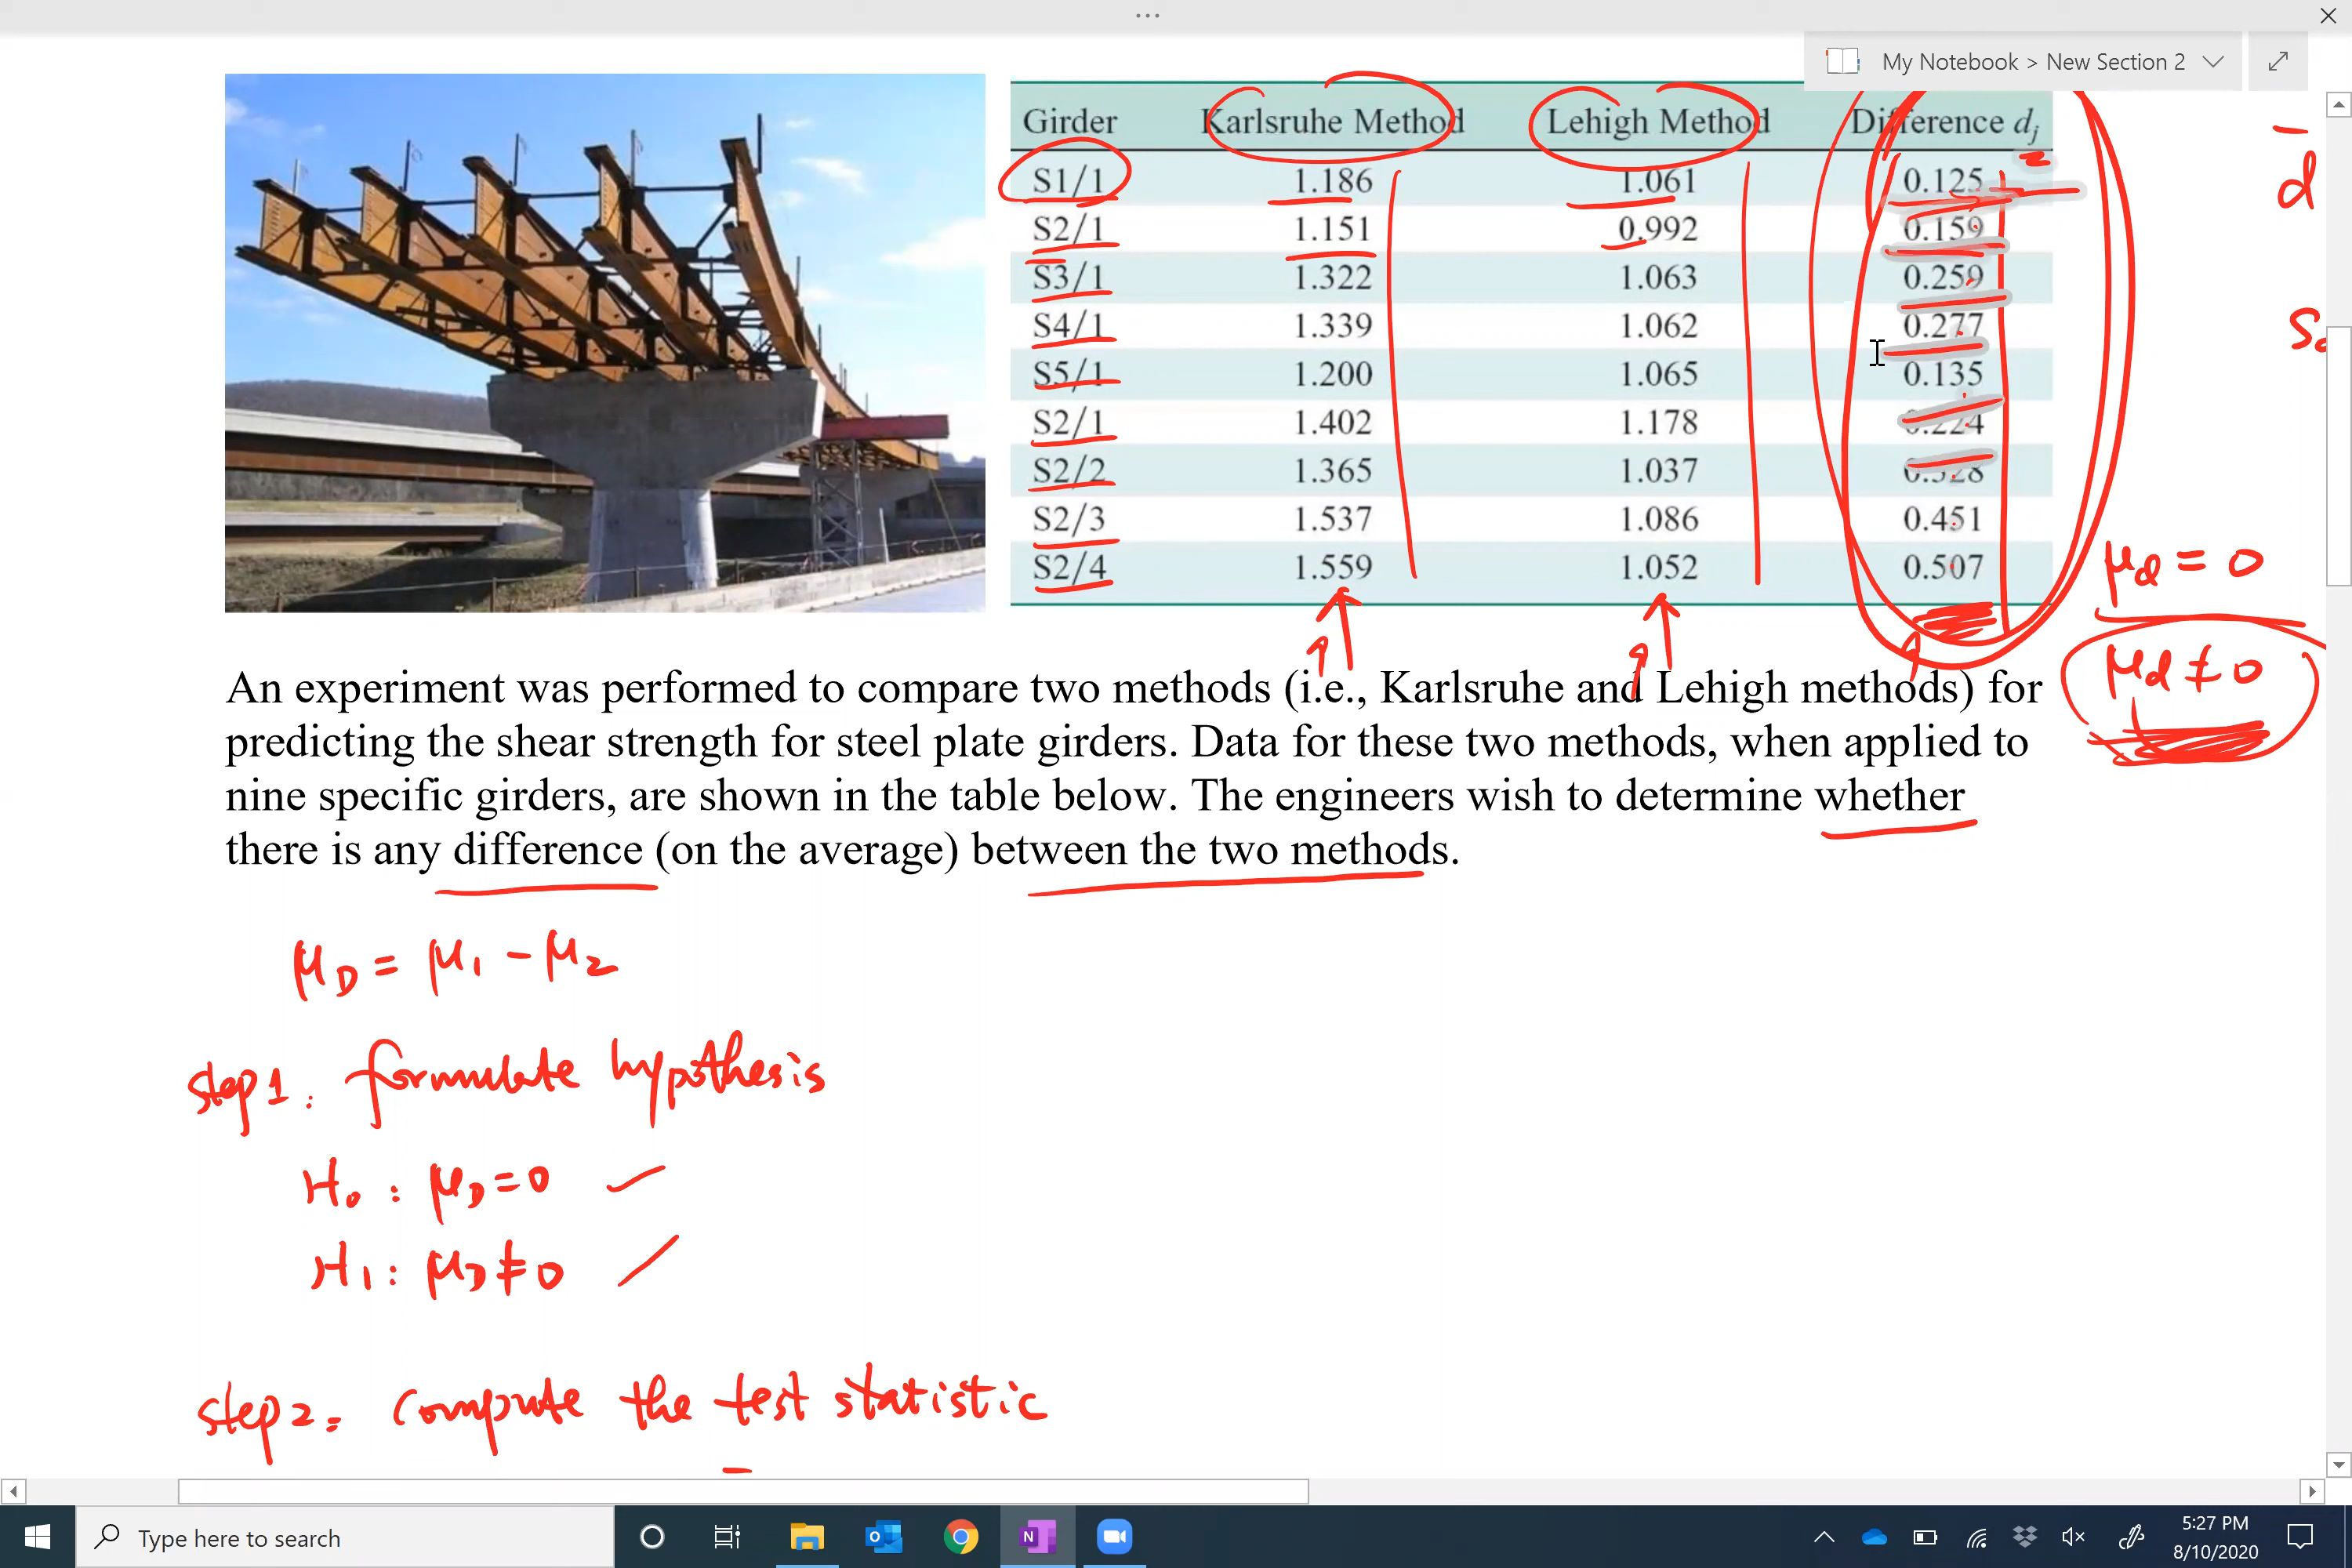 My Notebook > New Section 2
Girder Karlsruhe Method Lehigh Method Difference dj
S1/1 1.186 1.061 0.125
S2/1 1.151 0.992 0.159
S3/1 1.322 1.063 0.259
S4/1 1.339 1.062 0.277
S5/1 1.200 1.065 0.135
S2/1 1.402 1.178 0.224
S2/2 1.365 1.037 0.328
S2/3 1.537 1.086 0.451
S2/4 1.559 1.052 0.507
d̄
μd = 0
μd ≠ 0
An experiment was performed to compare two methods (i.e., Karlsruhe and Lehigh methods) for
predicting the shear strength for steel plate girders. Data for these two methods, when applied to
nine specific girders, are shown in the table below. The engineers wish to determine whether
there is any difference (on the average) between the two methods.
μD = μ1 - μ2
step1: formulate hypothesis
H0: μD=0
H1: μD≠0
step2: compute the test statistic
Type here to search
5:27 PM
8/10/2020